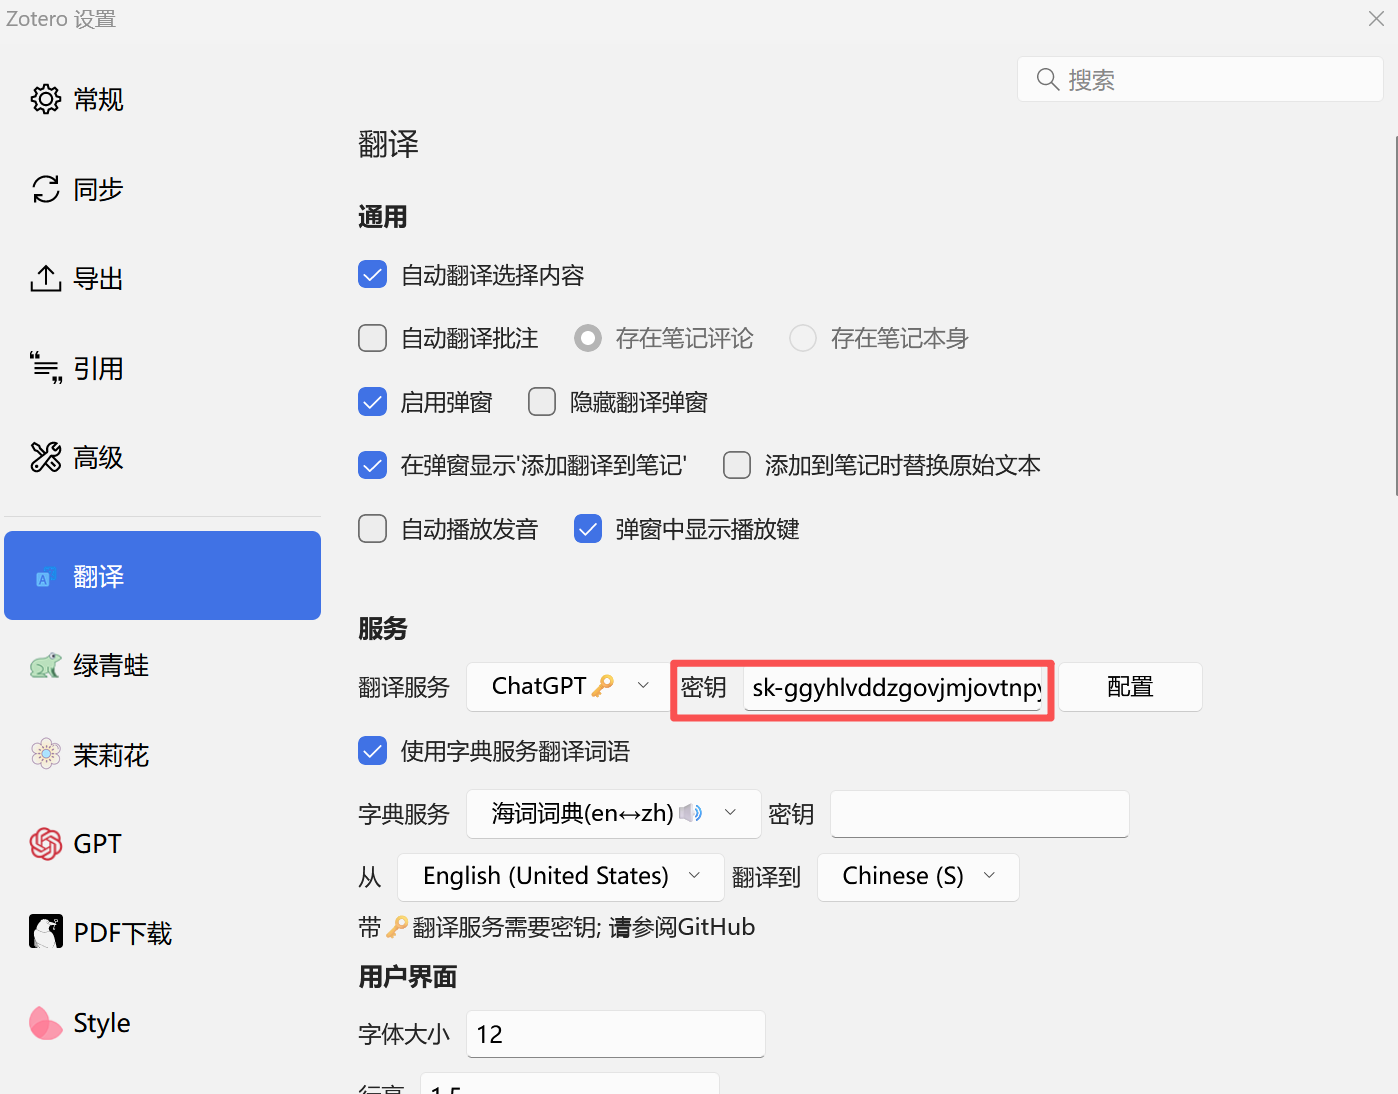 Zotero 设置
搜索
常规
同步
导出
引用
高级
翻译
绿青蛙
茉莉花
GPT
PDF下载
Style
翻译
通用
自动翻译选择内容
自动翻译批注 存在笔记评论 存在笔记本身
启用弹窗 隐藏翻译弹窗
在弹窗显示'添加翻译到笔记' 添加到笔记时替换原始文本
自动播放发音 弹窗中显示播放键
服务
翻译服务 ChatGPT🔑 密钥 sk-ggyhlvddzgovjmjovtnpy 配置
使用字典服务翻译词语
字典服务 海词词典(en↔zh)🔊 密钥
从 English (United States) 翻译到 Chinese (S)
带🔑翻译服务需要密钥; 请参阅GitHub
用户界面
字体大小 12
行高 1.5